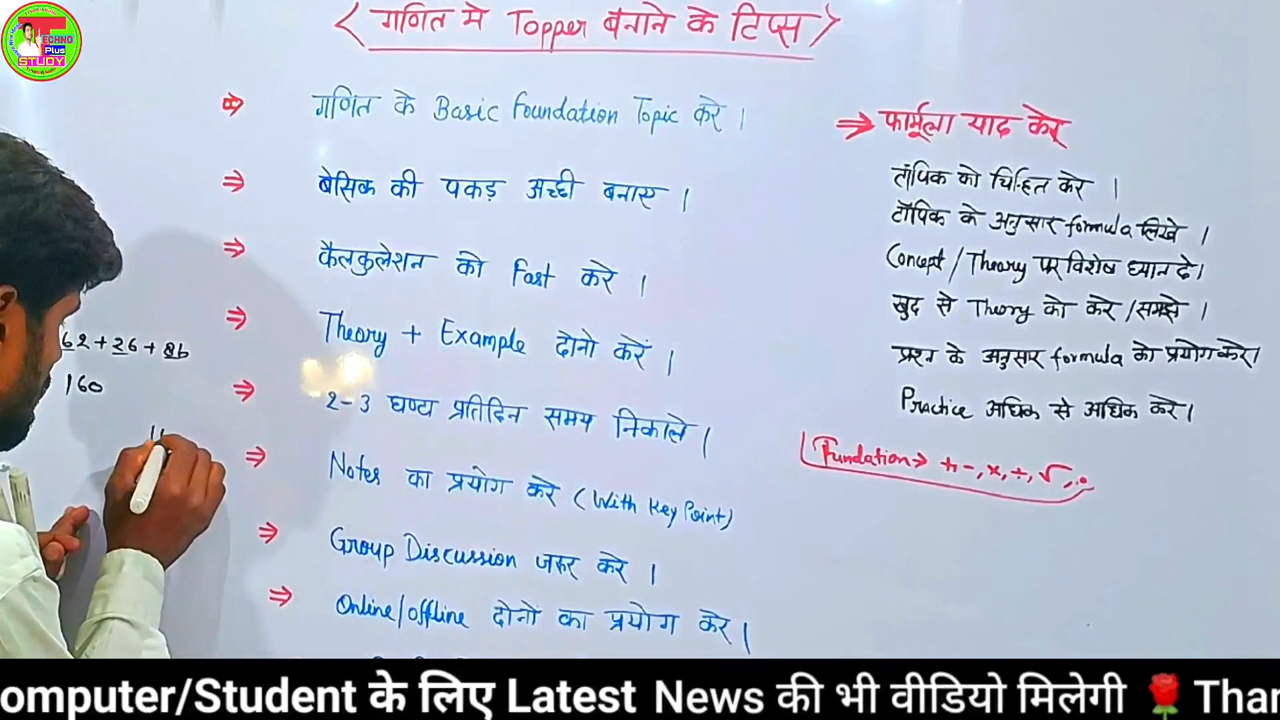 < गणित मे Topper बनाने के टिप्स >
⇒ गणित के Basic Foundation Topic करे ।
⇒ बेसिक की पकड़ अच्छी बनाए ।
⇒ कैलकुलेशन को Fast करे ।
⇒ Theory + Example दोनो करें ।
⇒ 2-3 घण्टा प्रतिदिन समय निकाले ।
⇒ Notes का प्रयोग करे (With Key Point)
⇒ Group Discussion जरूर करे ।
⇒ Online/offline दोनों का प्रयोग करे ।
62+26+86
160
⇒ फार्मूला याद करे
टॉपिक को चिन्हित करे ।
टॉपिक के अनुसार formula लिखे ।
Concept / Theory पर विशेष ध्यान दे।
खुद से Theory को करे /समझे ।
प्रश्न के अनुसार formula को प्रयोग करे।
Practice अधिक से अधिक करे।
Fundation → + -, ×, ÷, √, .
TECHNO
Plus
STUDY
omputer/Student के लिए Latest News की भी वीडियो मिलेगी 🌹 Than